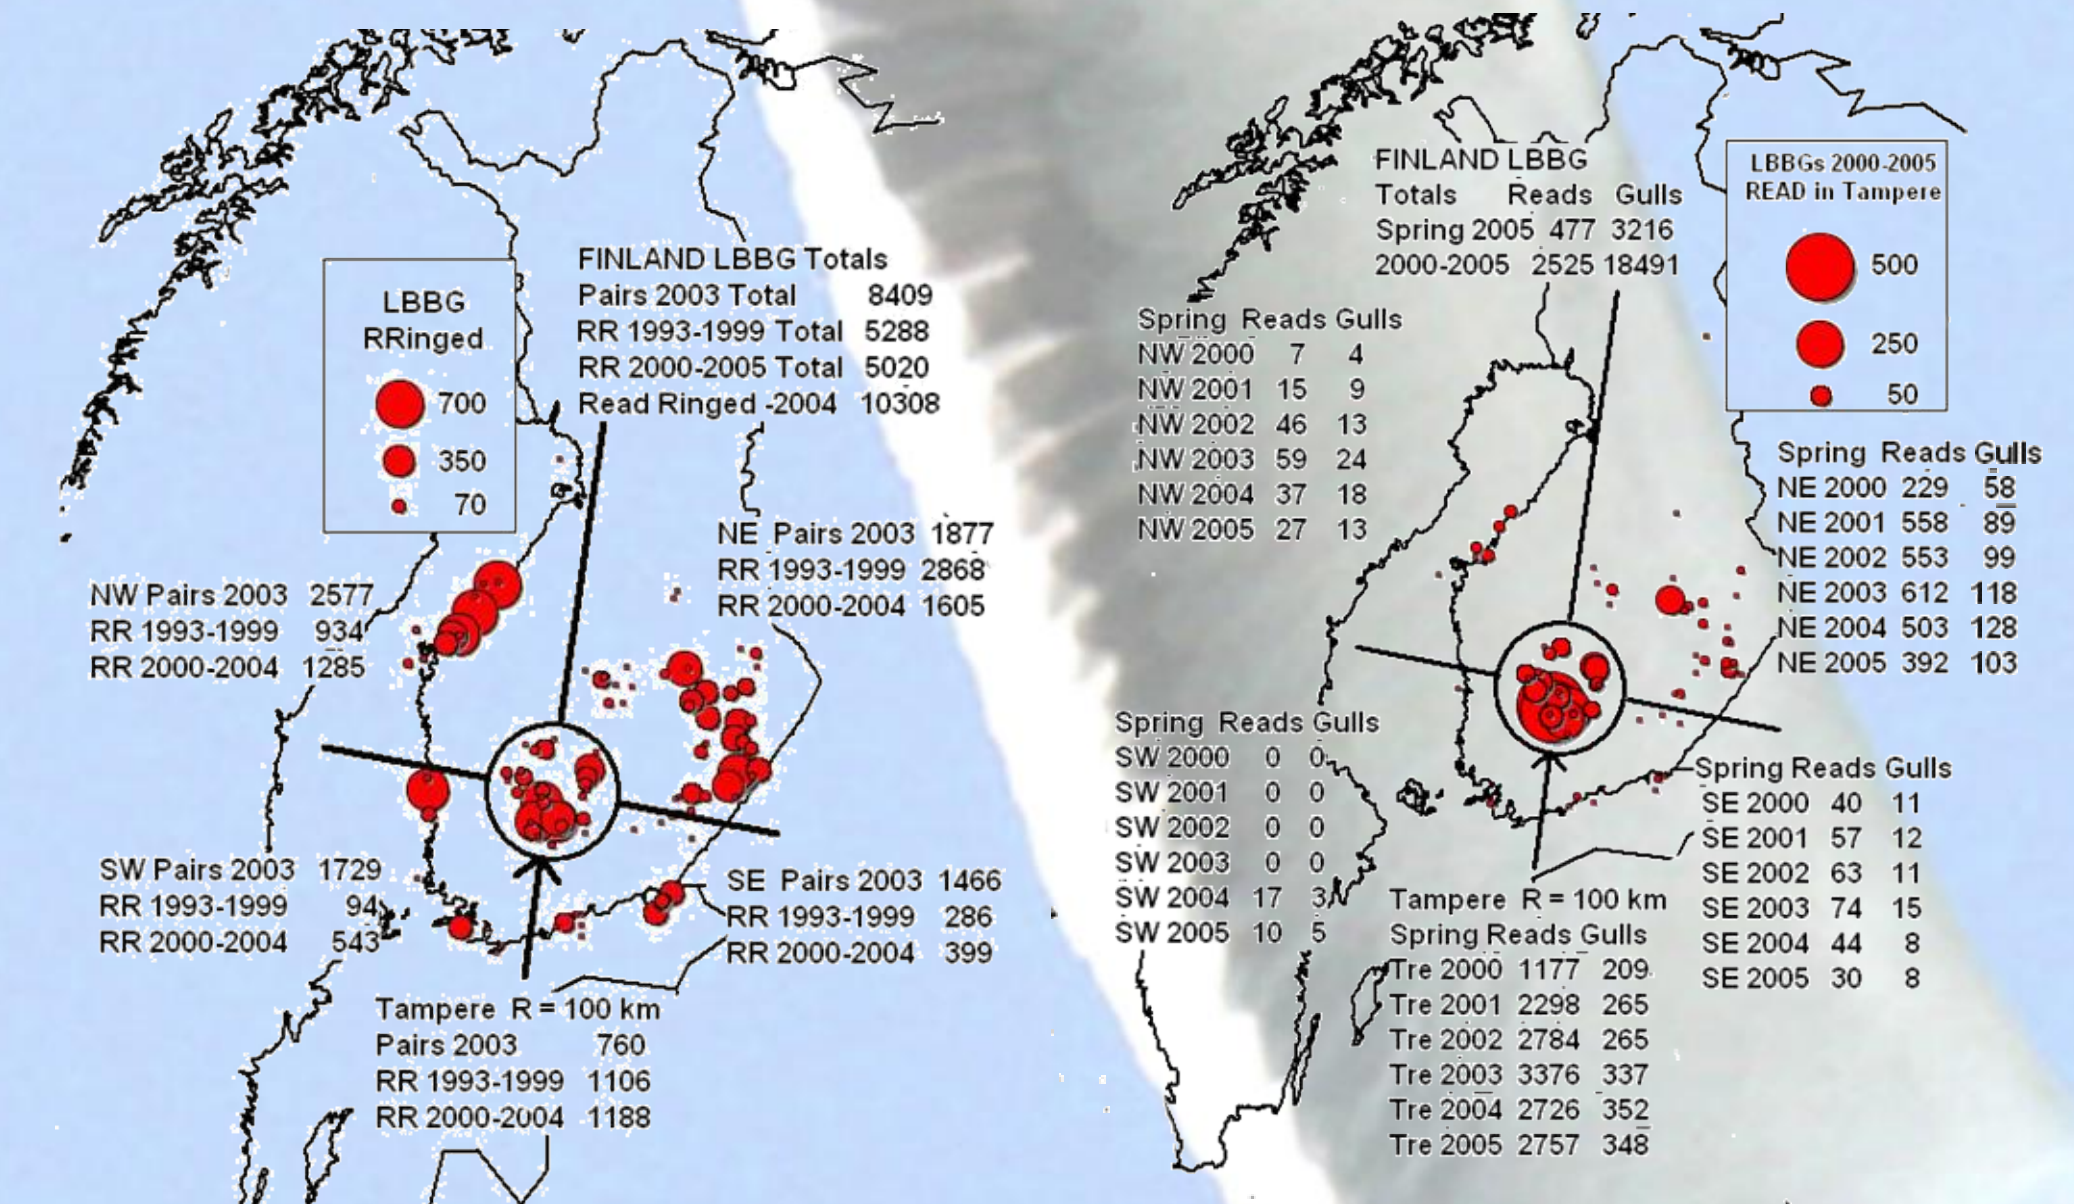 LBBG
RRinged
700
350
70
FINLAND LBBG Totals
Pairs 2003 Total 8409
RR 1993-1999 Total 5288
RR 2000-2005 Total 5020
Read Ringed -2004 10308
NE Pairs 2003 1877
RR 1993-1999 2868
RR 2000-2004 1605
NW Pairs 2003 2577
RR 1993-1999 934
RR 2000-2004 1285
SW Pairs 2003 1729
RR 1993-1999 94
RR 2000-2004 543
SE Pairs 2003 1466
RR 1993-1999 286
RR 2000-2004 399
Tampere R = 100 km
Pairs 2003 760
RR 1993-1999 1106
RR 2000-2004 1188
FINLAND LBBG
Totals Reads Gulls
Spring 2005 477 3216
2000-2005 2525 18491
LBBGs 2000-2005
READ in Tampere
500
250
50
Spring Reads Gulls
NW 2000 7 4
NW 2001 15 9
NW 2002 46 13
NW 2003 59 24
NW 2004 37 18
NW 2005 27 13
Spring Reads Gulls
NE 2000 229 58
NE 2001 558 89
NE 2002 553 99
NE 2003 612 118
NE 2004 503 128
NE 2005 392 103
Spring Reads Gulls
SW 2000 0 0
SW 2001 0 0
SW 2002 0 0
SW 2003 0 0
SW 2004 17 3
SW 2005 10 5
Spring Reads Gulls
SE 2000 40 11
SE 2001 57 12
SE 2002 63 11
SE 2003 74 15
SE 2004 44 8
SE 2005 30 8
Tampere R = 100 km
Spring Reads Gulls
Tre 2000 1177 209
Tre 2001 2298 265
Tre 2002 2784 265
Tre 2003 3376 337
Tre 2004 2726 352
Tre 2005 2757 348